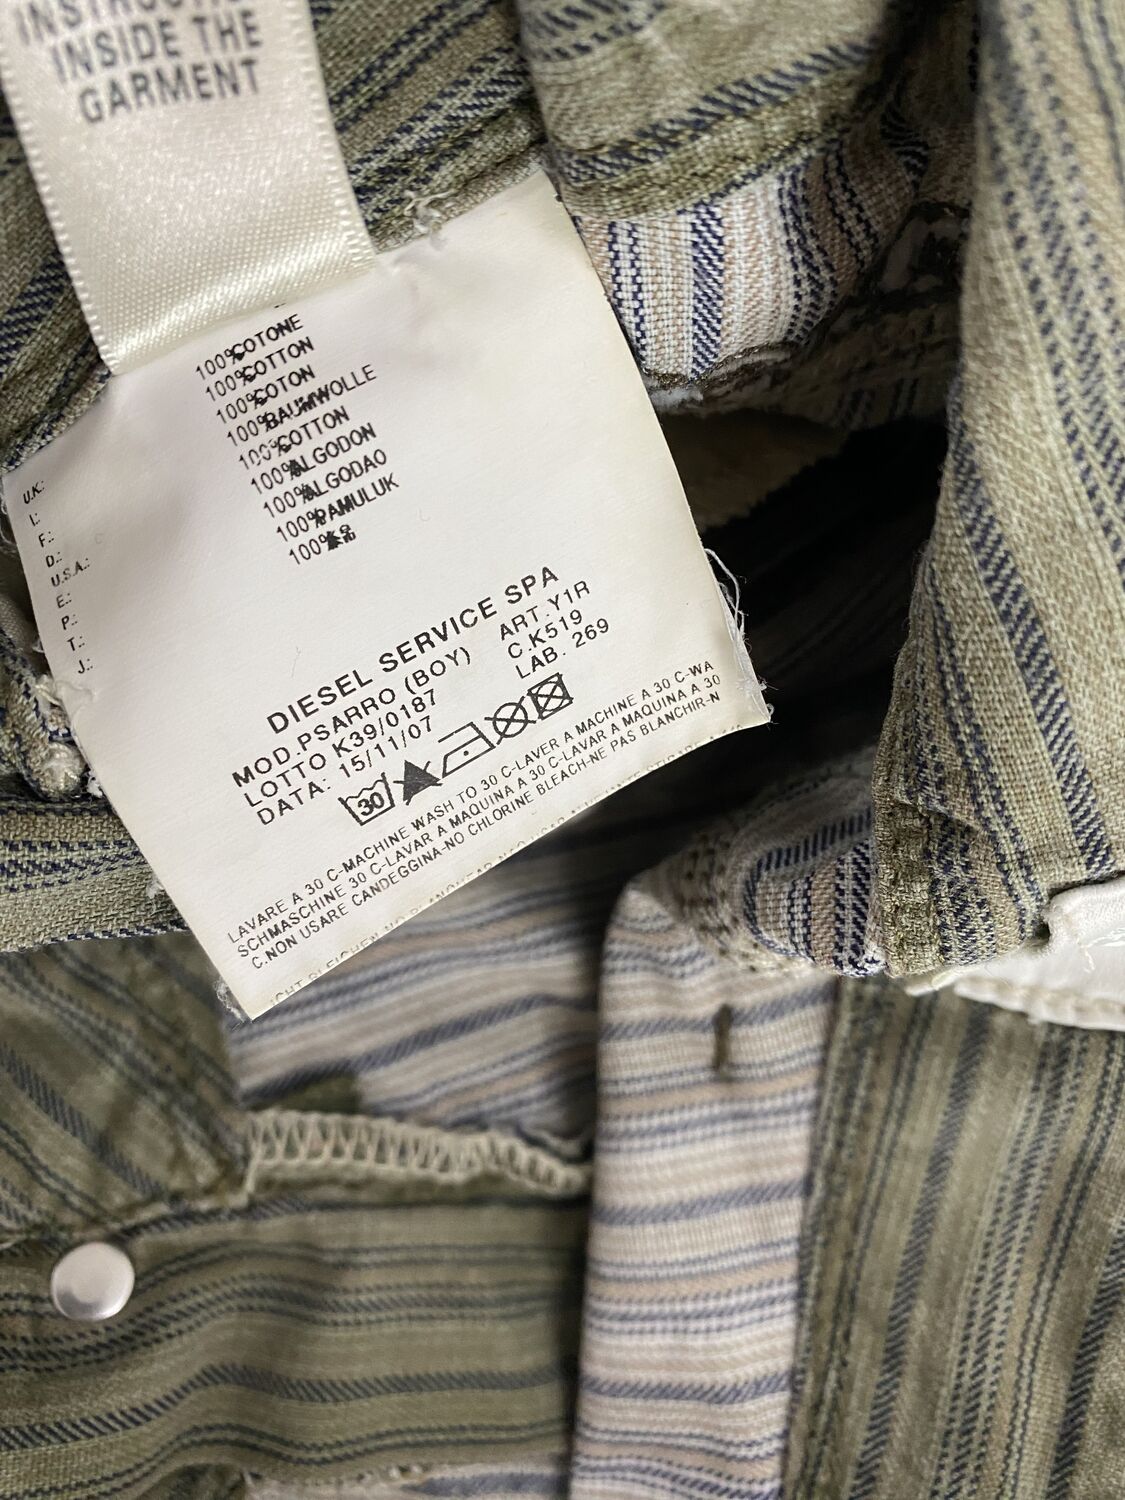 INSIDE THE
GARMENT
100%COTONE
100%COTTON
100%COTON
100%BAUMWOLLE
100%COTTON
100%ALGODON
100%ALGODAO
100%PAMULUK
100%
U.K.:
I.:
F.:
D.:
U.S.A.:
E.:
P.:
T.:
J.:
DIESEL SERVICE SPA
MOD.PSARRO (BOY) ART.Y1R
LOTTO K39/0187 C.K519
DATA: 15/11/07 LAB. 269
30
LAVARE A 30 C-MACHINE WASH TO 30 C-LAVER A MACHINE A 30 C-WA
SCHMASCHINE 30 C-LAVAR A MAQUINA A 30 C-LAVAR A MAQUINA A 30
C.NON USARE CANDEGGINA-NO CHLORINE BLEACH-NE PAS BLANCHIR-N